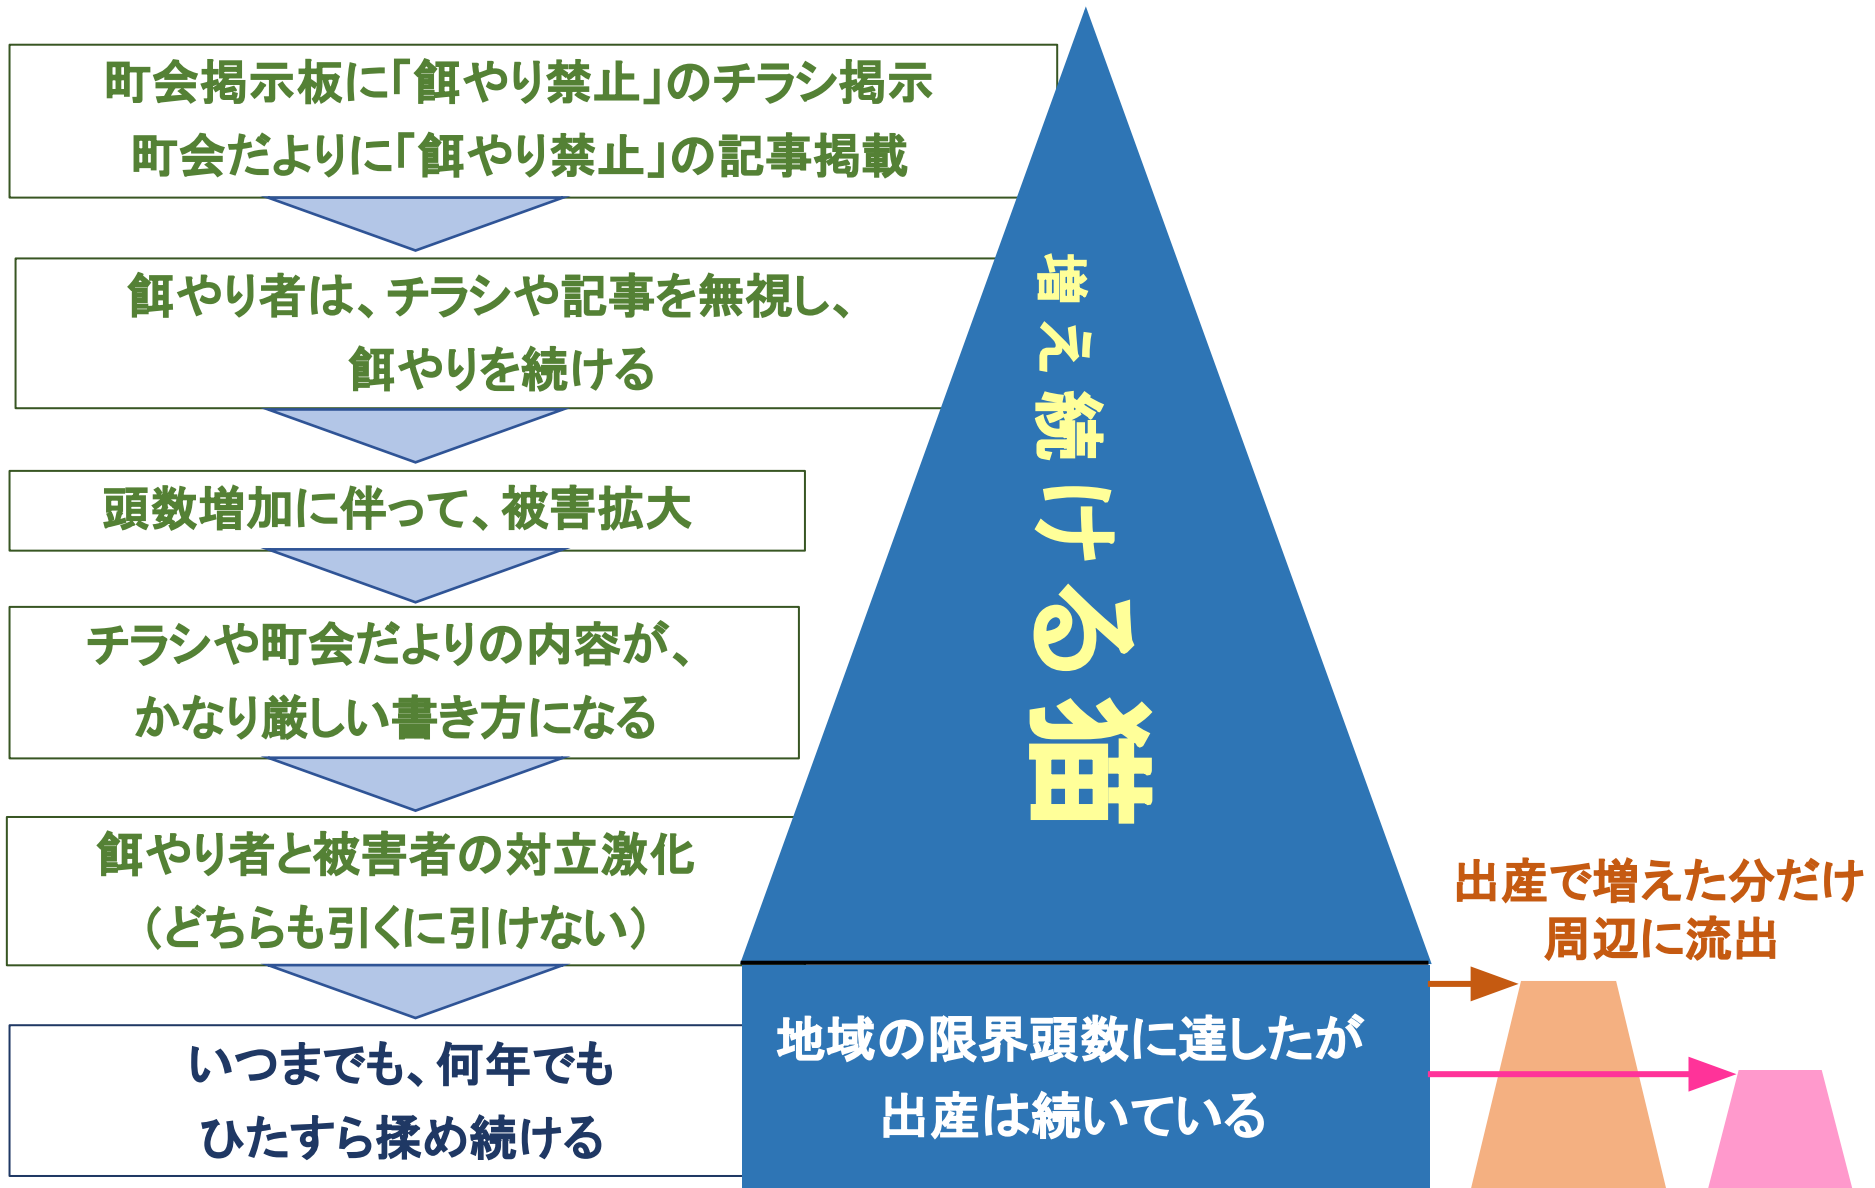 町会掲示板に「餌やり禁止」のチラシ掲示
町会だよりに「餌やり禁止」の記事掲載
餌やり者は、チラシや記事を無視し、
餌やりを続ける
頭数増加に伴って、被害拡大
チラシや町会だよりの内容が、
かなり厳しい書き方になる
餌やり者と被害者の対立激化
（どちらも引くに引けない）
いつまでも、何年でも
ひたすら揉め続ける
増え続ける猫
地域の限界頭数に達したが
出産は続いている
出産で増えた分だけ
周辺に流出